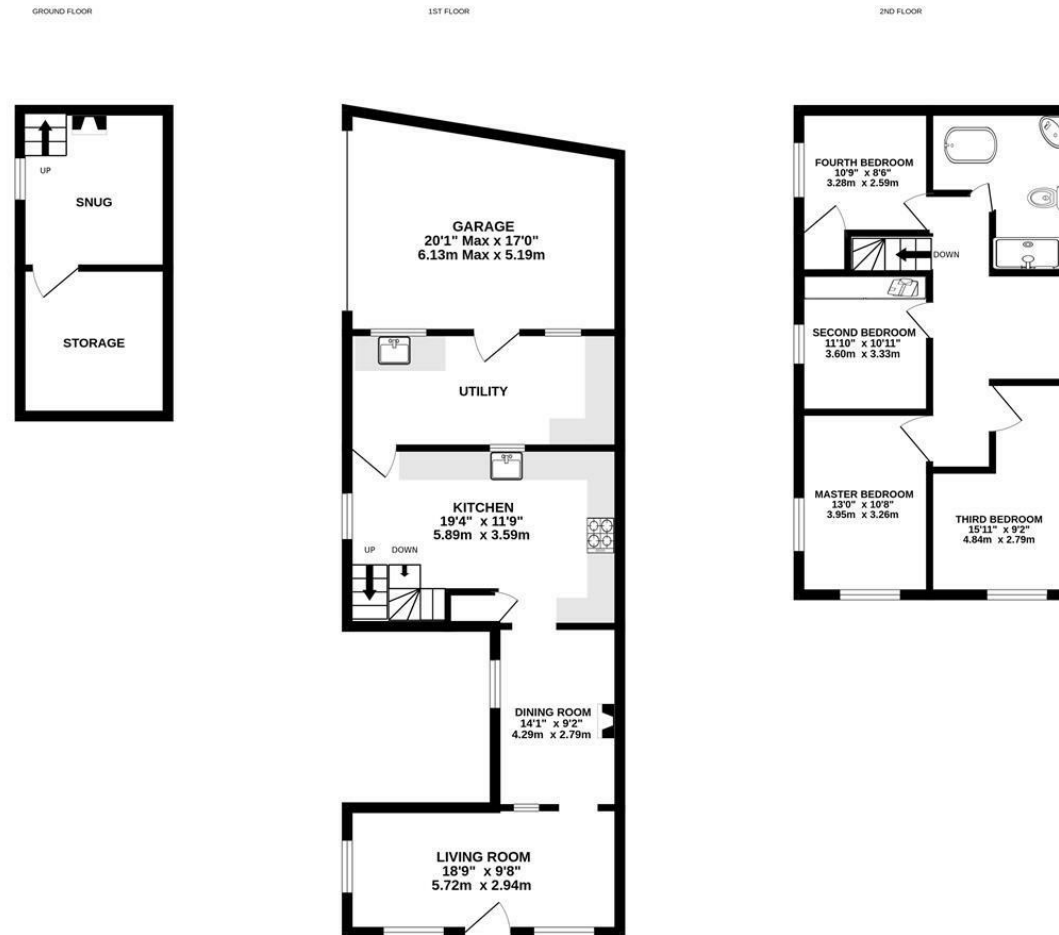 GROUND FLOOR
UP
SNUG
STORAGE
1ST FLOOR
GARAGE
20'1" Max x 17'0"
6.13m Max x 5.19m
UTILITY
KITCHEN
19'4" x 11'9"
5.89m x 3.59m
UP
DOWN
DINING ROOM
14'1" x 9'2"
4.29m x 2.79m
LIVING ROOM
18'9" x 9'8"
5.72m x 2.94m
2ND FLOOR
FOURTH BEDROOM
10'9" x 8'6"
3.28m x 2.59m
DOWN
SECOND BEDROOM
11'10" x 10'11"
3.60m x 3.33m
MASTER BEDROOM
13'0" x 10'8"
3.95m x 3.26m
THIRD BEDROOM
15'11" x 9'2"
4.84m x 2.79m